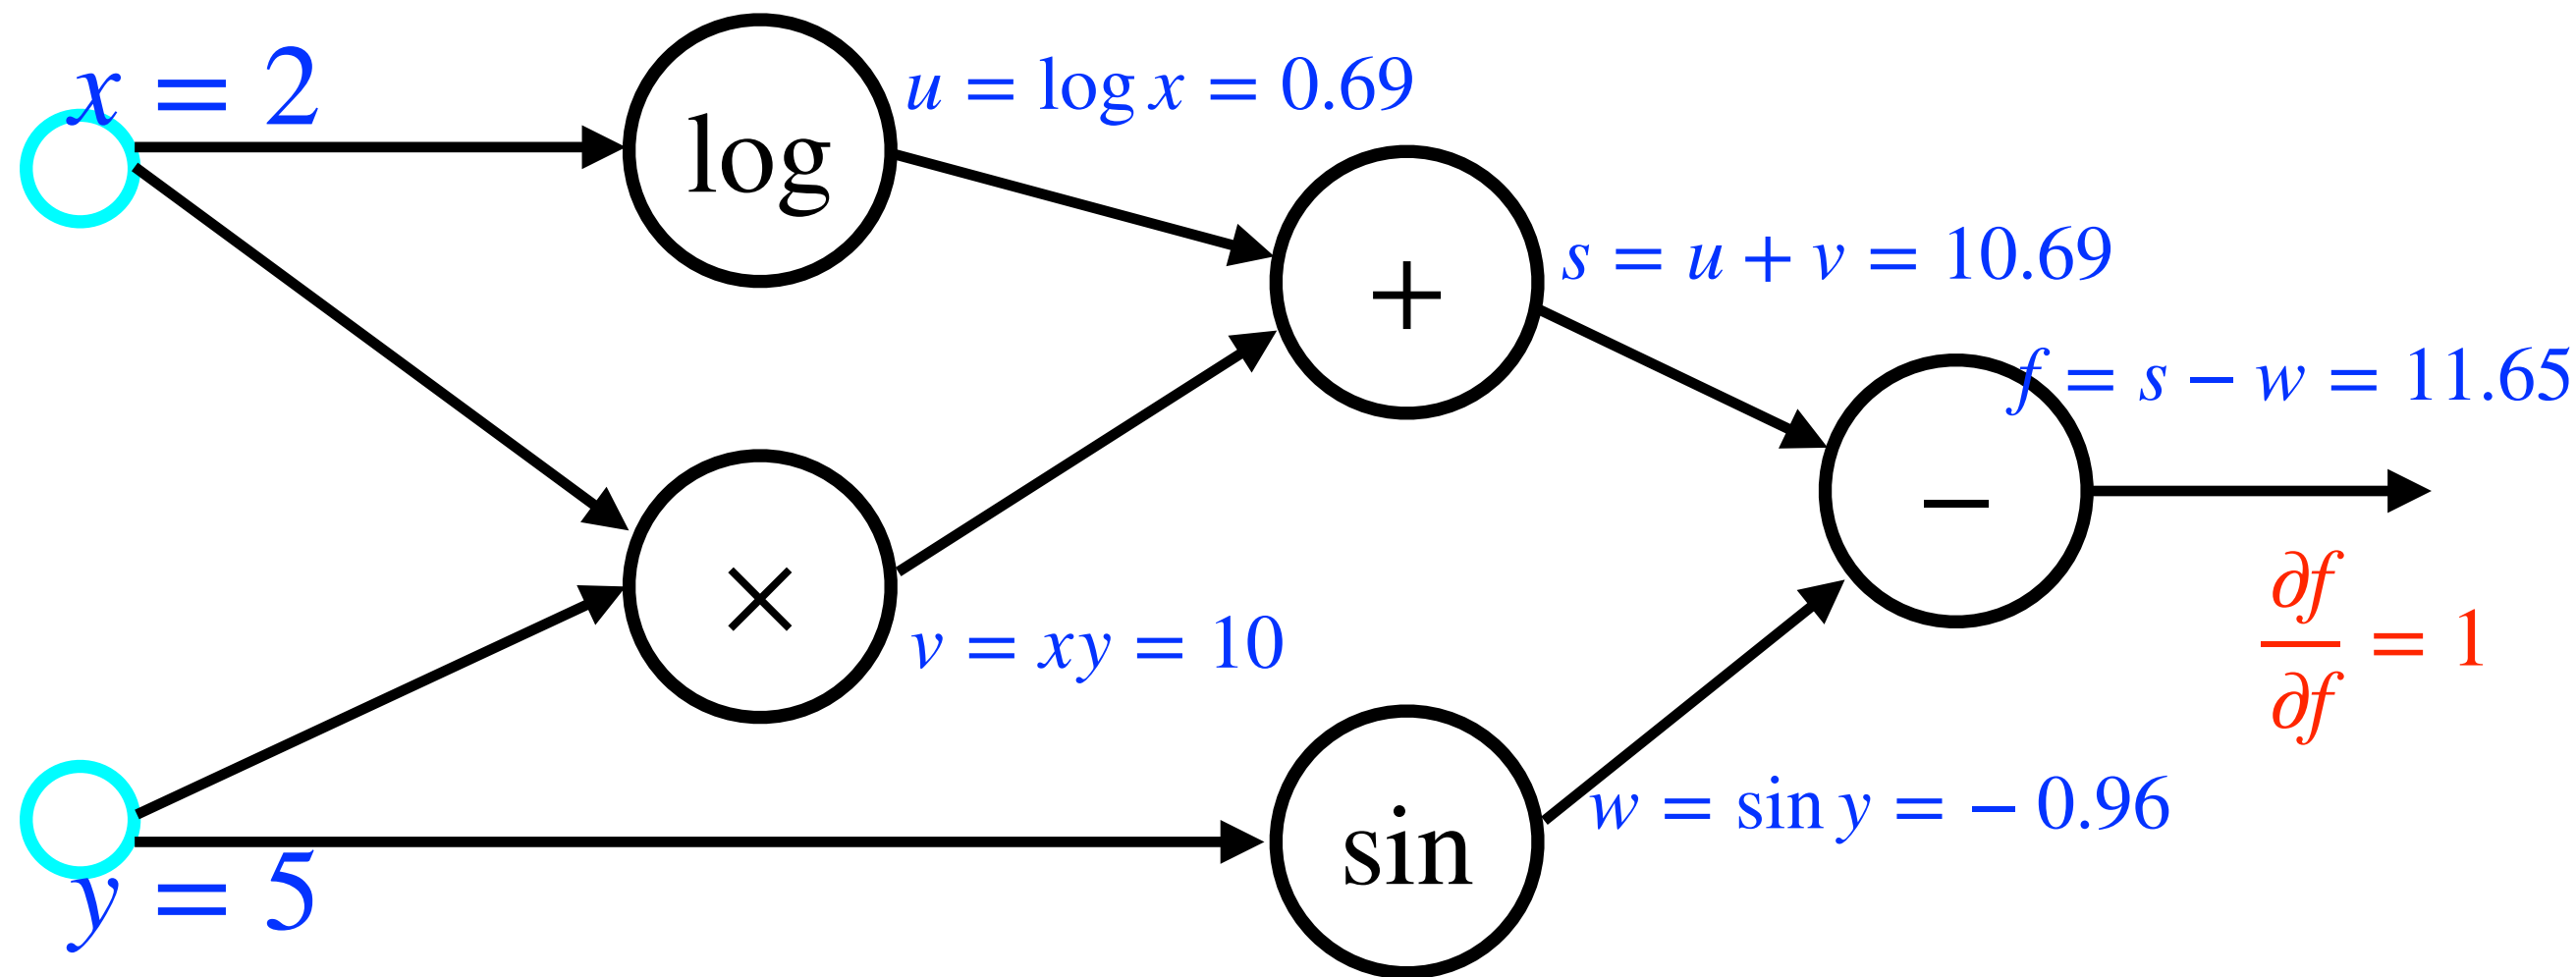 x = 2
log
u = log x = 0.69
+
s = u + v = 10.69
f = s − w = 11.65
−
×
v = xy = 10
∂f
∂f
= 1
w = sin y = − 0.96
sin
y = 5